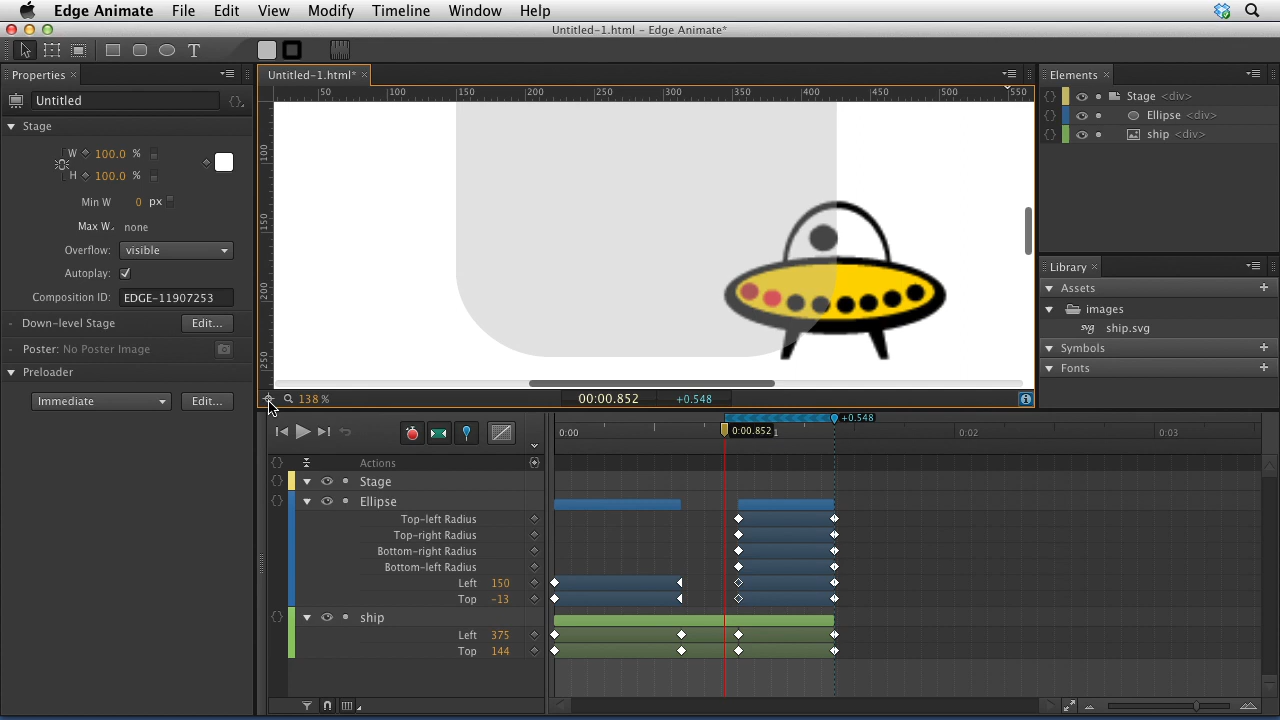 Edge Animate File Edit View Modify Timeline Window Help
Untitled-1.html - Edge Animate*
T
Properties ×
Untitled
Stage
W 100.0 %
H 100.0 %
Min W 0 px
Max W. none
Overflow: visible
Autoplay:
Composition ID: EDGE-11907253
Down-level Stage Edit...
Poster: No Poster Image
Preloader
Immediate Edit...
Untitled-1.html* ×
50 100 150 200 250 300 350 400 450 500 550
100
150
200
250
138 % 00:00.852 +0.548
Elements ×
Stage <div>
Ellipse <div>
ship <div>
Library ×
Assets
images
svg ship.svg
Symbols
Fonts
+0.548
0:00 0:00.852 1 0:02 0:03
Actions
Stage
Ellipse
Top-left Radius
Top-right Radius
Bottom-right Radius
Bottom-left Radius
Left 150
Top -13
ship
Left 375
Top 144